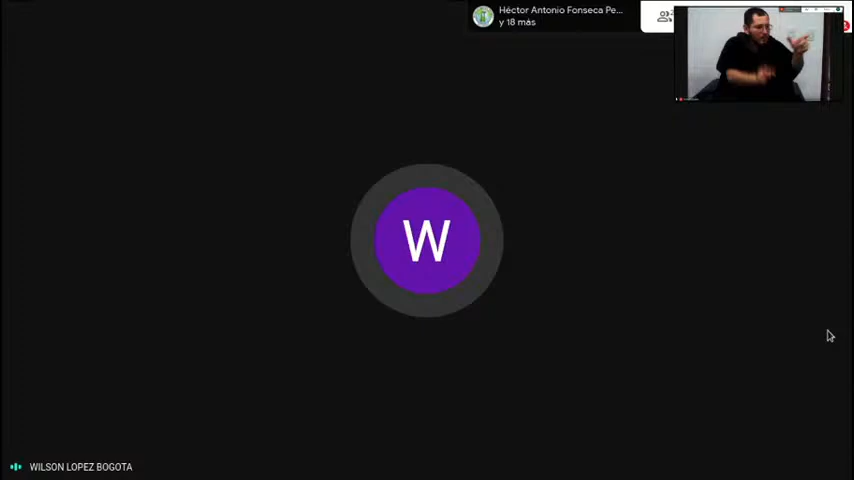 Héctor Antonio Fonseca Pe...
y 18 más
W
WILSON LOPEZ BOGOTA